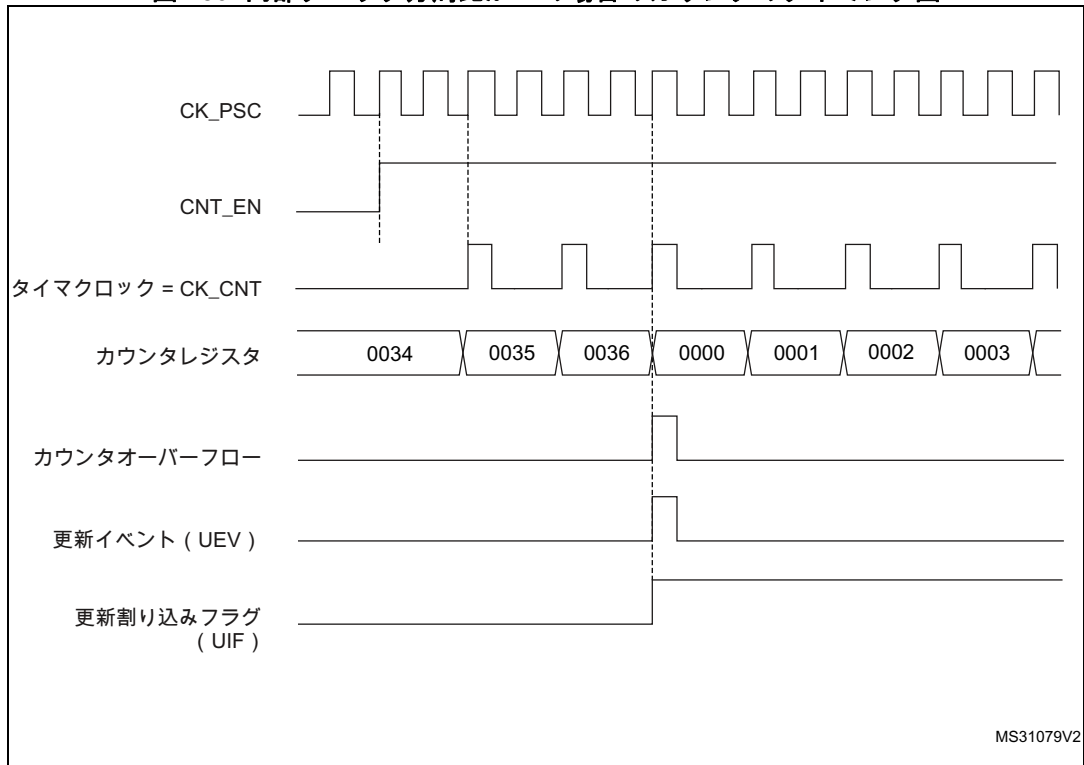 CK_PSC
CNT_EN
タイマクロック = CK_CNT
カウンタレジスタ
0034 0035 0036 0000 0001 0002 0003
カウンタオーバーフロー
更新イベント ( UEV )
更新割り込みフラグ
( UIF )
MS31079V2